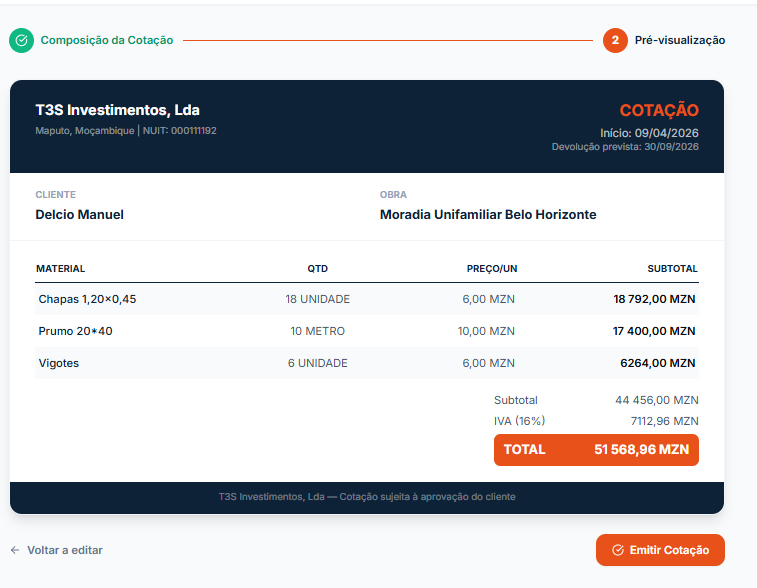 Composição da Cotação
2 Pré-visualização
T3S Investimentos, Lda
Maputo, Moçambique | NUIT: 000111192
COTAÇÃO
Início: 09/04/2026
Devolução prevista: 30/09/2026
CLIENTE
Delcio Manuel
OBRA
Moradia Unifamiliar Belo Horizonte
MATERIAL QTD PREÇO/UN SUBTOTAL
Chapas 1,20×0,45 18 UNIDADE 6,00 MZN 18 792,00 MZN
Prumo 20*40 10 METRO 10,00 MZN 17 400,00 MZN
Vigotes 6 UNIDADE 6,00 MZN 6264,00 MZN
Subtotal 44 456,00 MZN
IVA (16%) 7112,96 MZN
TOTAL 51 568,96 MZN
T3S Investimentos, Lda — Cotação sujeita à aprovação do cliente
← Voltar a editar
Emitir Cotação